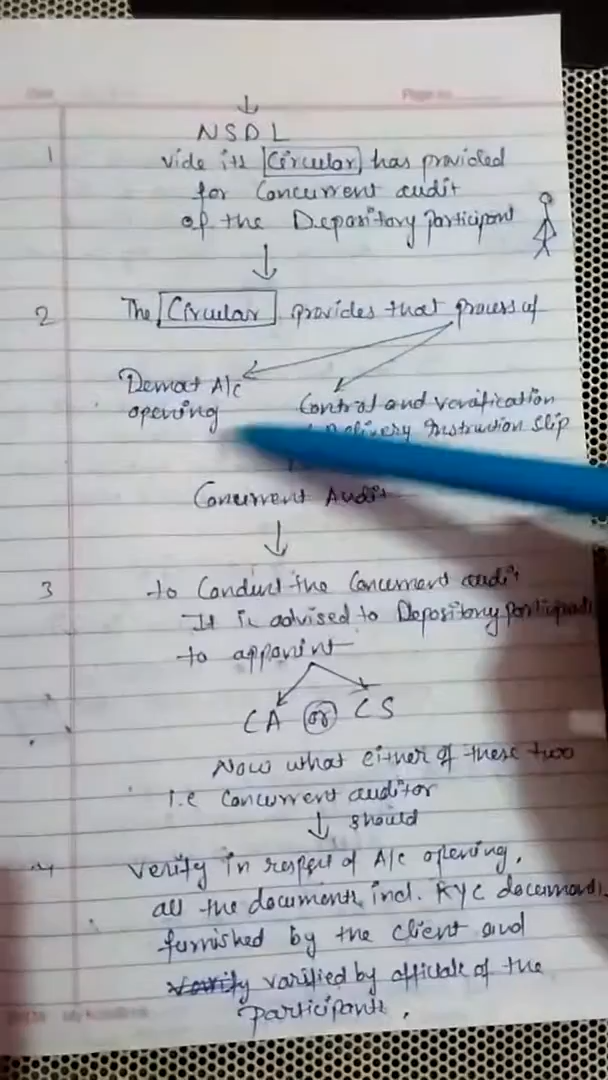 NSDL
1 vide its Circular has provided
for Concurrent audit
of the Depository participant
2 The Circular provides that process of
Demat A/c
opening
Control and verification
Delivery Instruction slip
Concurrent Audit
3 to Conduct the Concurrent audit
It is advised to Depository participant
to appoint
CA or CS
Now what either of these two
i.e Concurrent auditor
should
4 Verify in respect of A/c opening,
all the documents incl. KYC documents
furnished by the client and
varified by officials of the
participants,